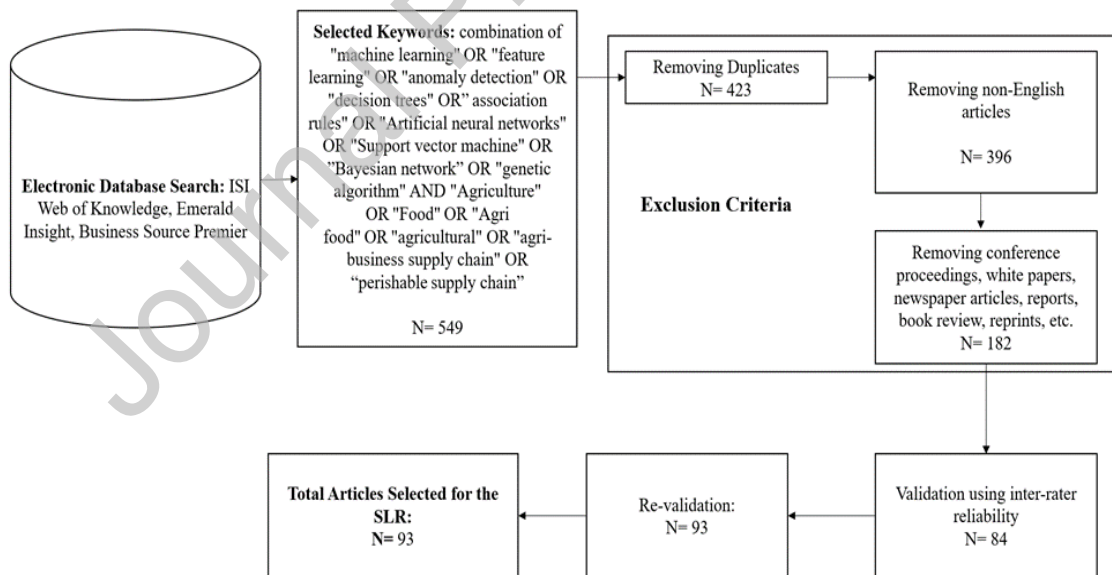 Electronic Database Search: ISI
Web of Knowledge, Emerald
Insight, Business Source Premier
Selected Keywords: combination of
"machine learning" OR "feature
learning" OR "anomaly detection" OR
"decision trees" OR” association
rules" OR "Artificial neural networks"
OR "Support vector machine" OR
”Bayesian network” OR "genetic
algorithm" AND "Agriculture"
OR "Food" OR "Agri
food" OR "agricultural" OR "agri-
business supply chain" OR
“perishable supply chain”
N= 549
Exclusion Criteria
Removing Duplicates
N= 423
Removing non-English
articles
N= 396
Removing conference
proceedings, white papers,
newspaper articles, reports,
book review, reprints, etc.
N= 182
Validation using inter-rater
reliability
N= 84
Re-validation:
N= 93
Total Articles Selected for the
SLR:
N= 93
Journal P